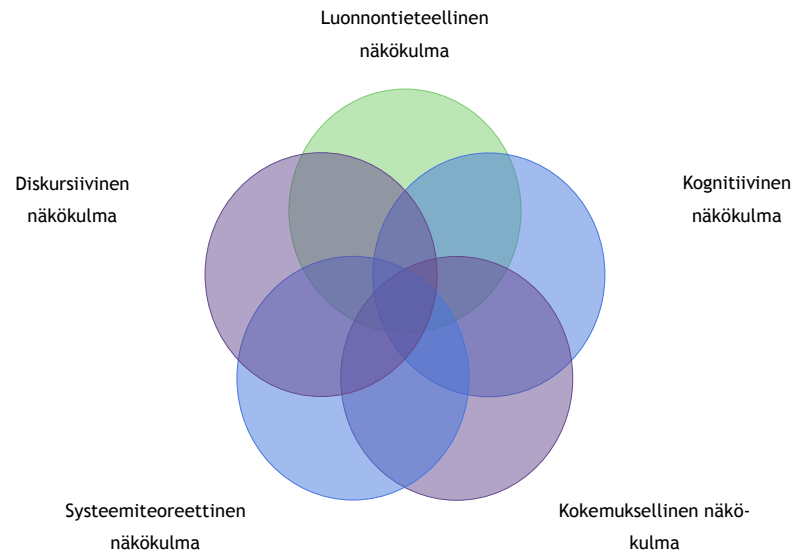 Luonnontieteellinen
näkökulma
Diskursiivinen
näkökulma
Kognitiivinen
näkökulma
Systeemiteoreettinen
näkökulma
Kokemuksellinen näkö-
kulma